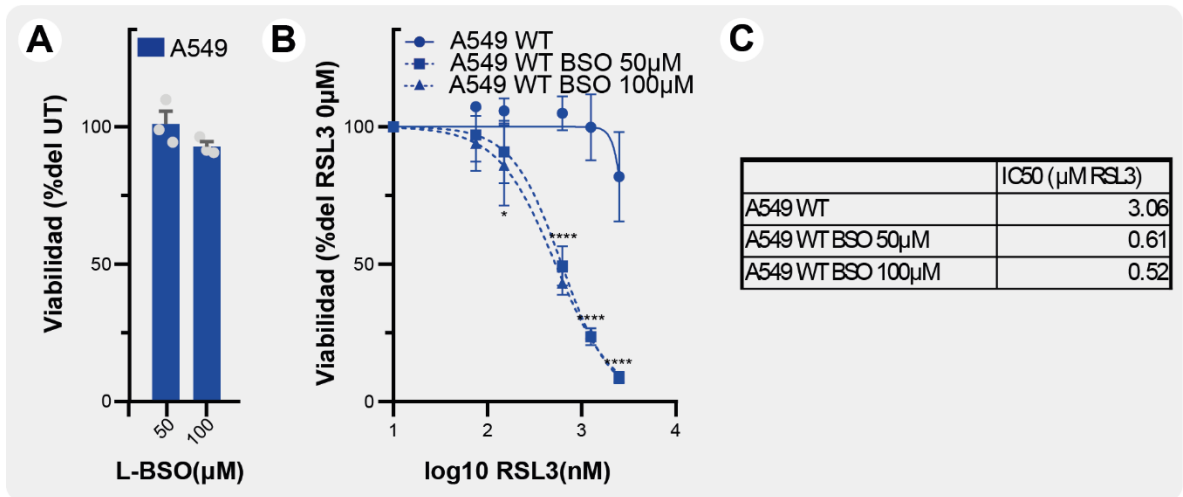 A
A549
Viabilidad (%del UT)
100
50
0
50
100
L-BSO(µM)
B
A549 WT
A549 WT BSO 50µM
A549 WT BSO 100µM
Viabilidad (%del RSL3 0µM)
100
50
0
*
****
****
****
1
2
3
4
log10 RSL3(nM)
C
IC50 (µM RSL3)
A549 WT 3.06
A549 WT BSO 50µM 0.61
A549 WT BSO 100µM 0.52